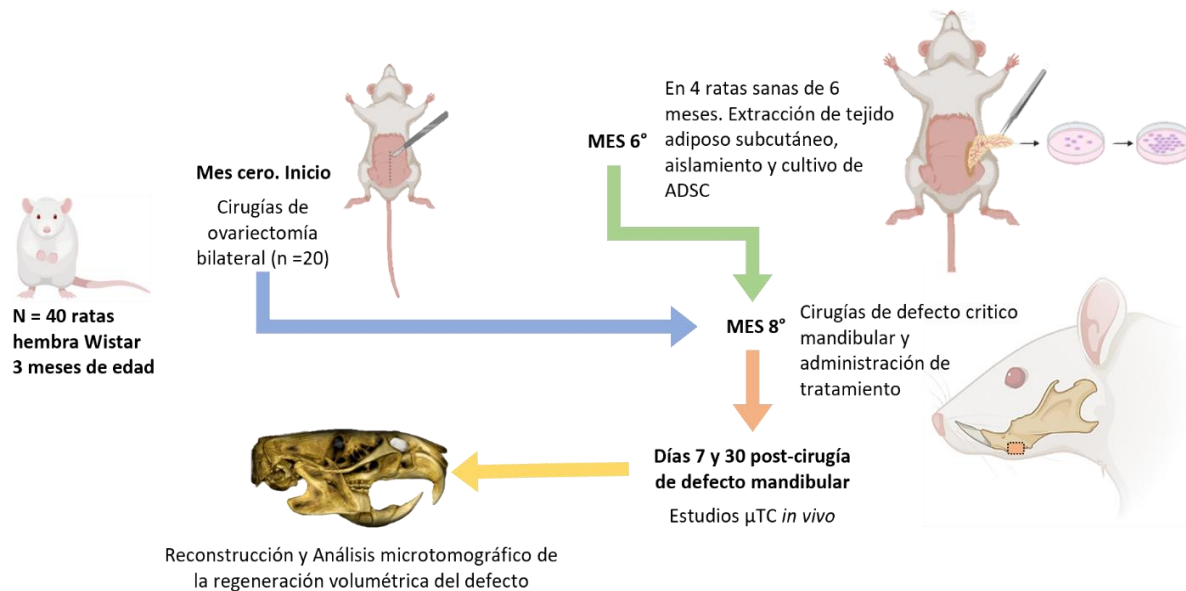 N = 40 ratas
hembra Wistar
3 meses de edad
Mes cero. Inicio
Cirugías de
ovariectomía
bilateral (n =20)
MES 6°
En 4 ratas sanas de 6
meses. Extracción de tejido
adiposo subcutáneo,
aislamiento y cultivo de
ADSC
MES 8°
Cirugías de defecto critico
mandibular y
administración de
tratamiento
Días 7 y 30 post-cirugía
de defecto mandibular
Estudios µTC in vivo
Reconstrucción y Análisis microtomográfico de
la regeneración volumétrica del defecto